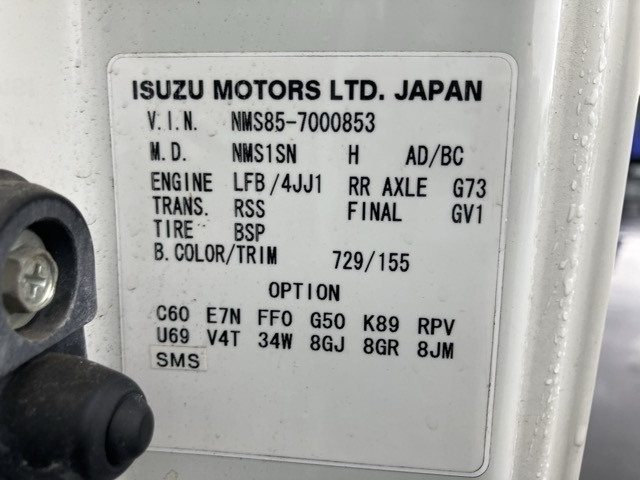 ISUZU MOTORS LTD. JAPAN
V.I.N. NMS85-7000853
M.D. NMS1SN H AD/BC
ENGINE LFB/4JJ1 RR AXLE G73
TRANS. RSS FINAL GV1
TIRE BSP
B.COLOR/TRIM 729/155
OPTION
C60 E7N FF0 G50 K89 RPV
U69 V4T 34W 8GJ 8GR 8JM
SMS